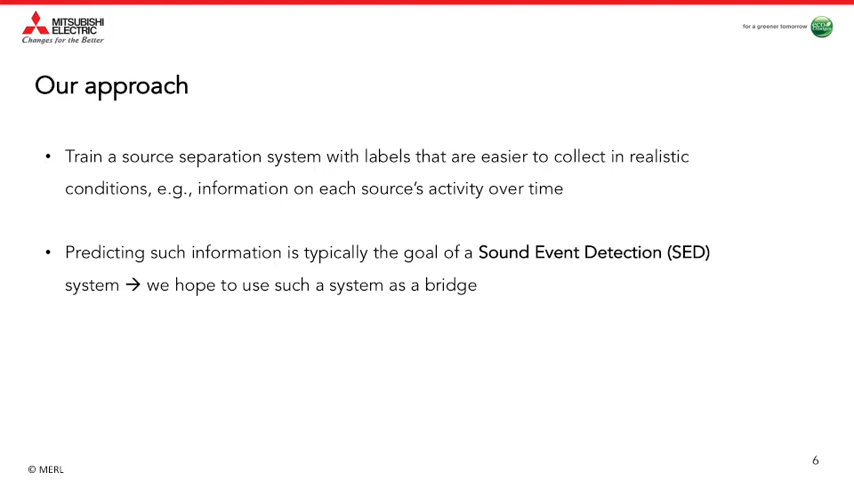 MITSUBISHI
ELECTRIC
Changes for the Better
for a greener tomorrow
Our approach
• Train a source separation system with labels that are easier to collect in realistic
conditions, e.g., information on each source's activity over time
• Predicting such information is typically the goal of a Sound Event Detection (SED)
system → we hope to use such a system as a bridge
© MERL
6